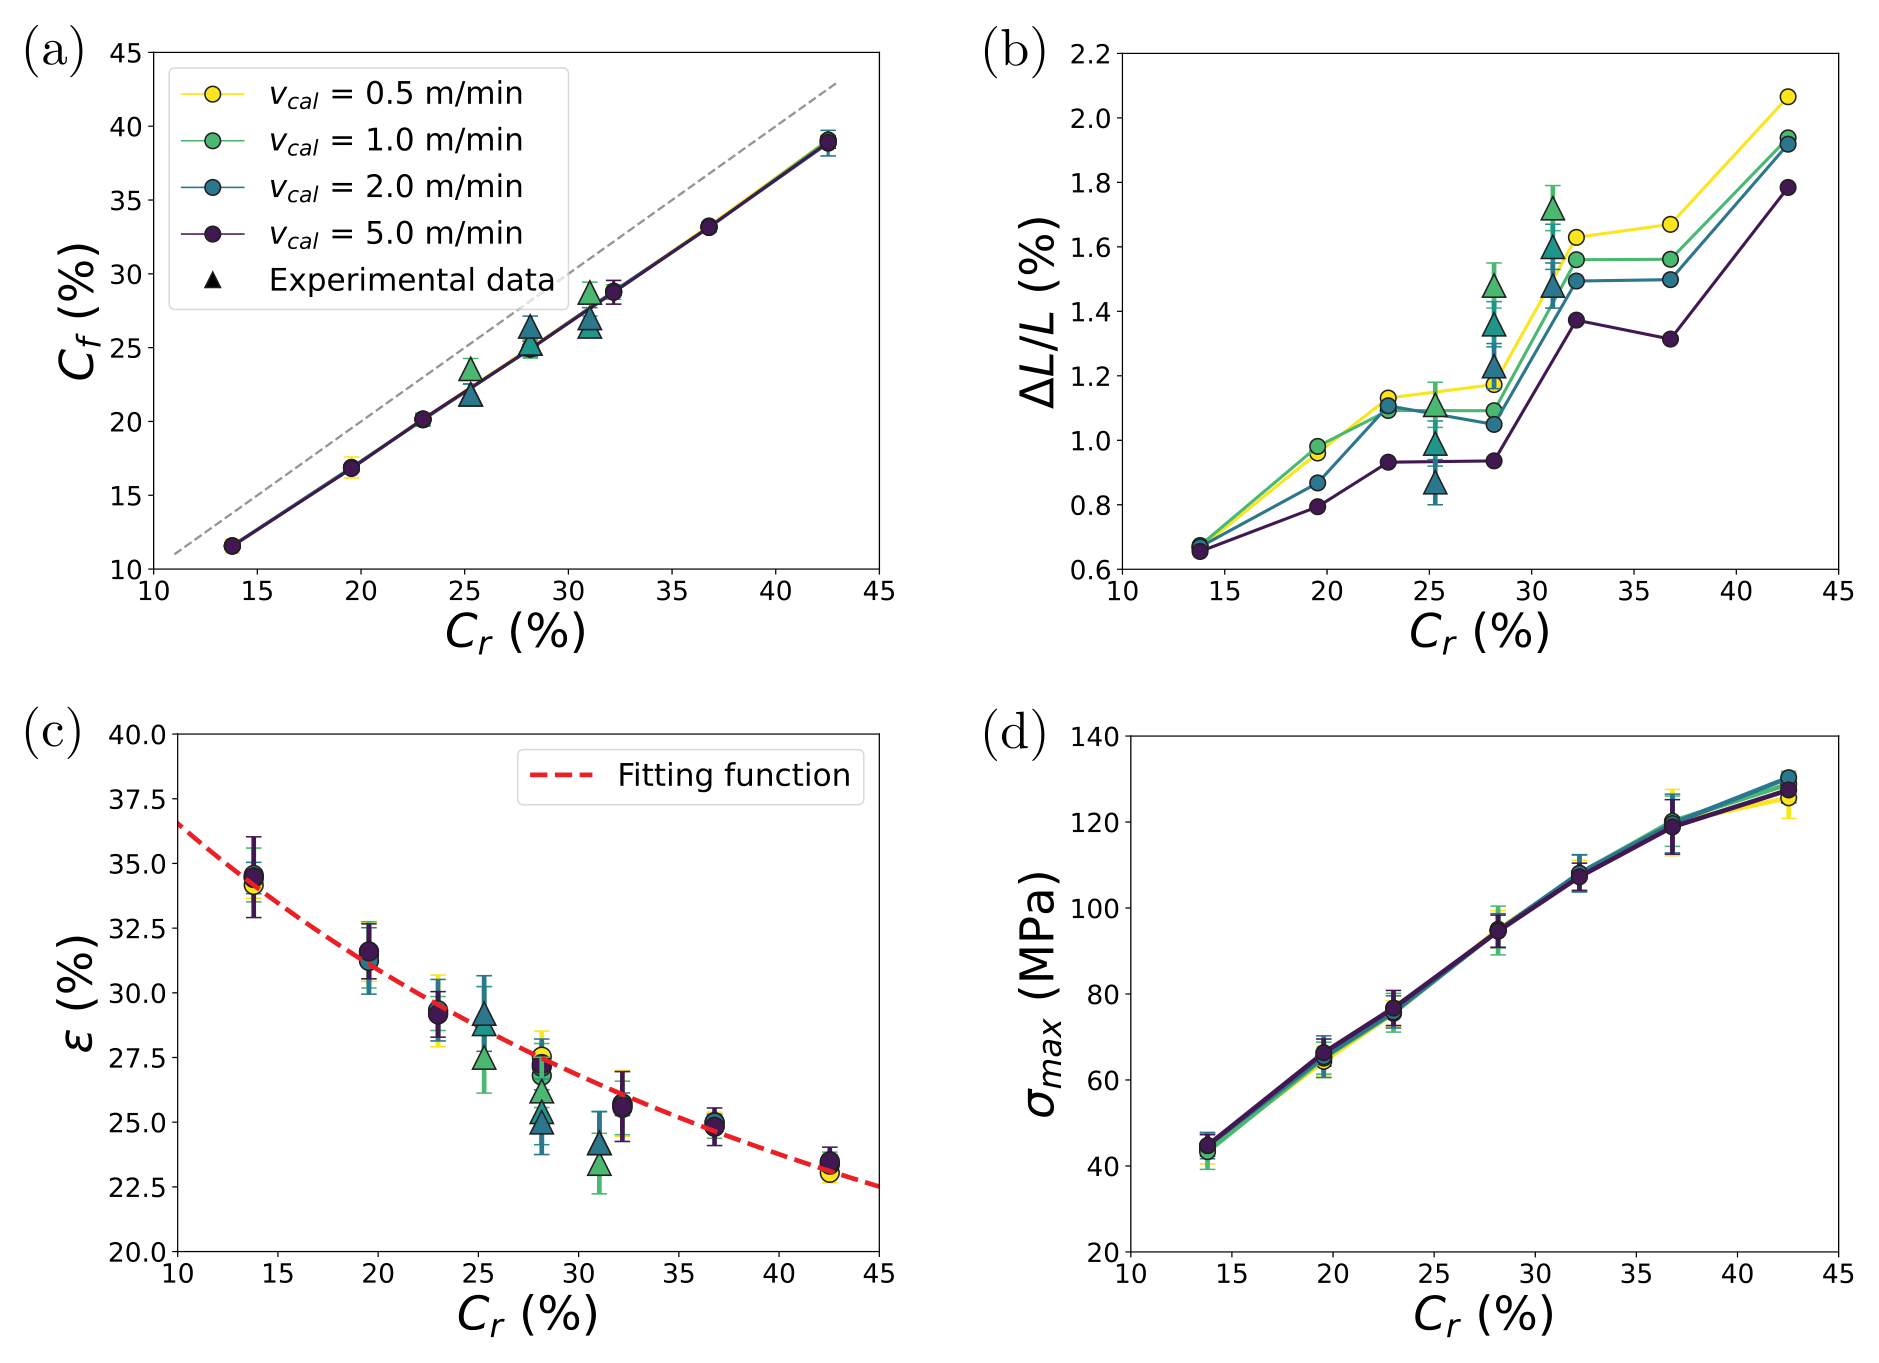 (a)
45
40
35
30
25
20
15
10
C_f (%)
v_cal = 0.5 m/min
v_cal = 1.0 m/min
v_cal = 2.0 m/min
v_cal = 5.0 m/min
Experimental data
10 15 20 25 30 35 40 45
C_r (%)
(b)
2.2
2.0
1.8
1.6
1.4
1.2
1.0
0.8
0.6
ΔL/L (%)
10 15 20 25 30 35 40 45
C_r (%)
(c)
40.0
37.5
35.0
32.5
30.0
27.5
25.0
22.5
20.0
ε (%)
Fitting function
10 15 20 25 30 35 40 45
C_r (%)
(d)
140
120
100
80
60
40
20
σ_max (MPa)
10 15 20 25 30 35 40 45
C_r (%)